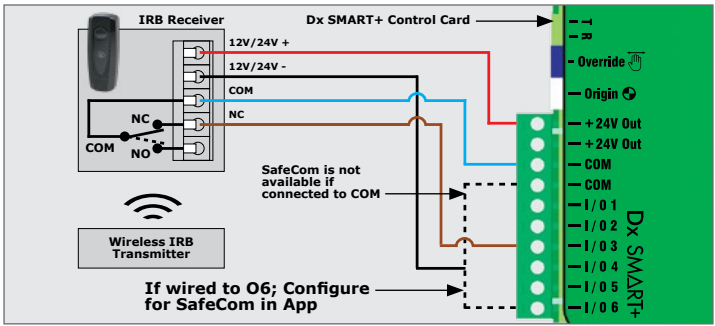 IRB Receiver
12V/24V +
12V/24V -
COM
NC
NC
COM
NO
Wireless IRB
Transmitter
SafeCom is not
available if
connected to COM
If wired to O6; Configure
for SafeCom in App
Dx SMART+ Control Card
T
R
Override
Origin
+24V Out
+24V Out
COM
COM
I/O 1
I/O 2
I/O 3
I/O 4
I/O 5
I/O 6
Dx SMART+